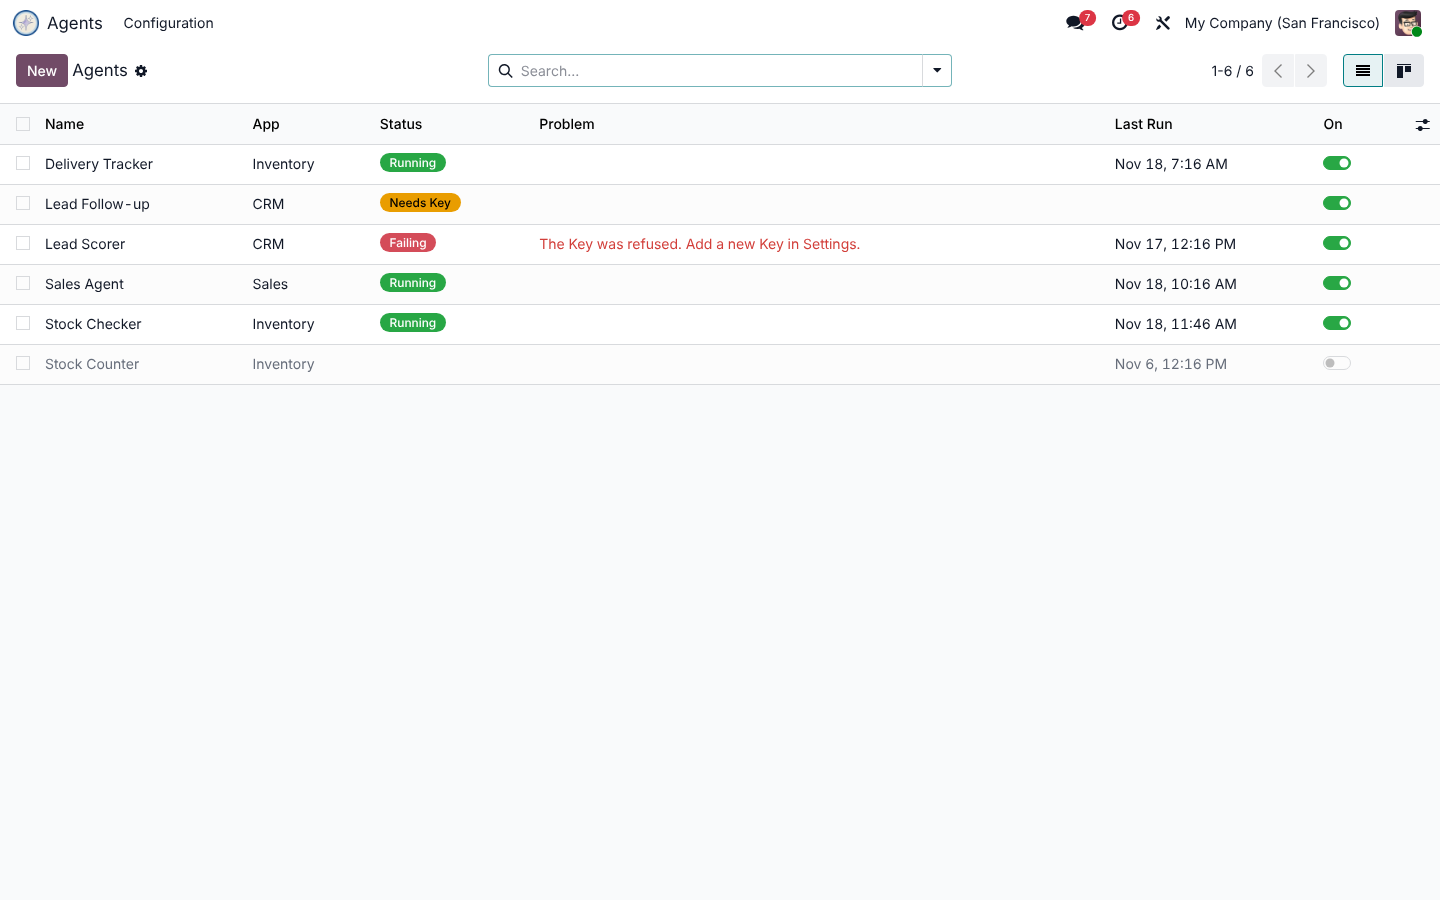 Agents Configuration 7 6 My Company (San Francisco)
New Agents Search... 1-6 / 6
Name App Status Problem Last Run On
Delivery Tracker Inventory Running Nov 18, 7:16 AM
Lead Follow-up CRM Needs Key
Lead Scorer CRM Failing The Key was refused. Add a new Key in Settings. Nov 17, 12:16 PM
Sales Agent Sales Running Nov 18, 10:16 AM
Stock Checker Inventory Running Nov 18, 11:46 AM
Stock Counter Inventory Nov 6, 12:16 PM